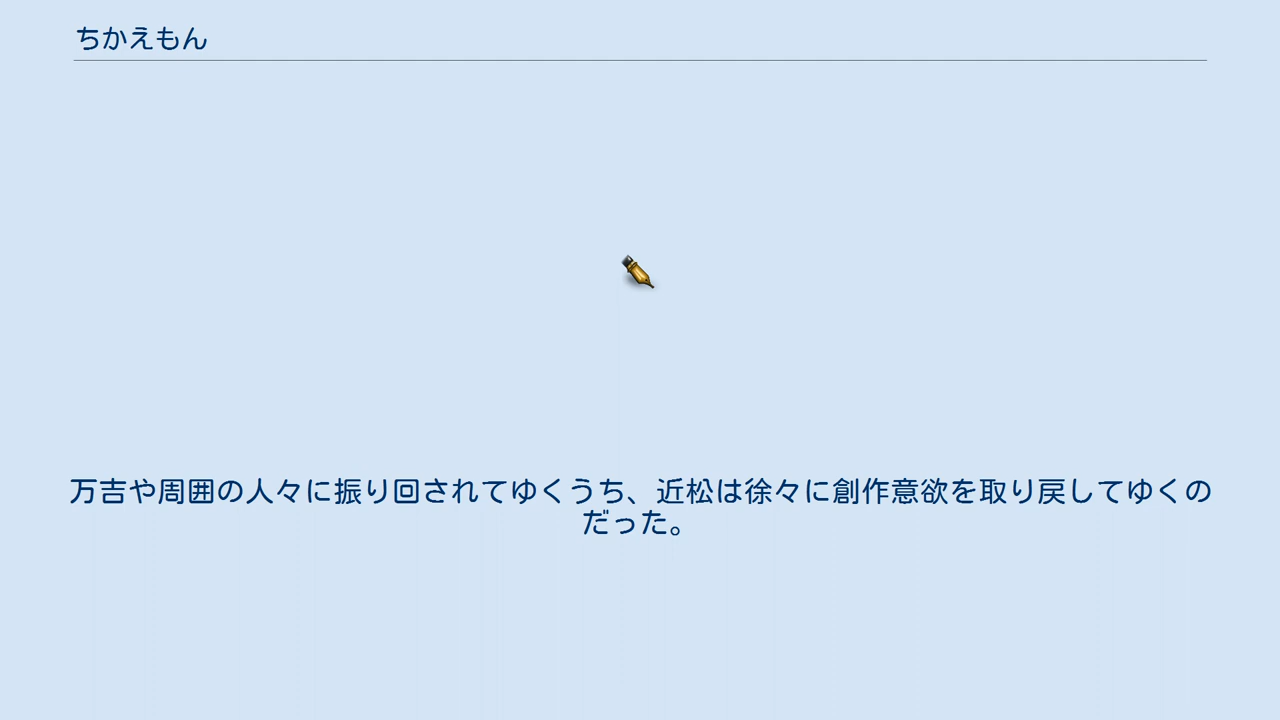 ちかえもん
万吉や周囲の人々に振り回されてゆくうち、近松は徐々に創作意欲を取り戻してゆくの
だった。